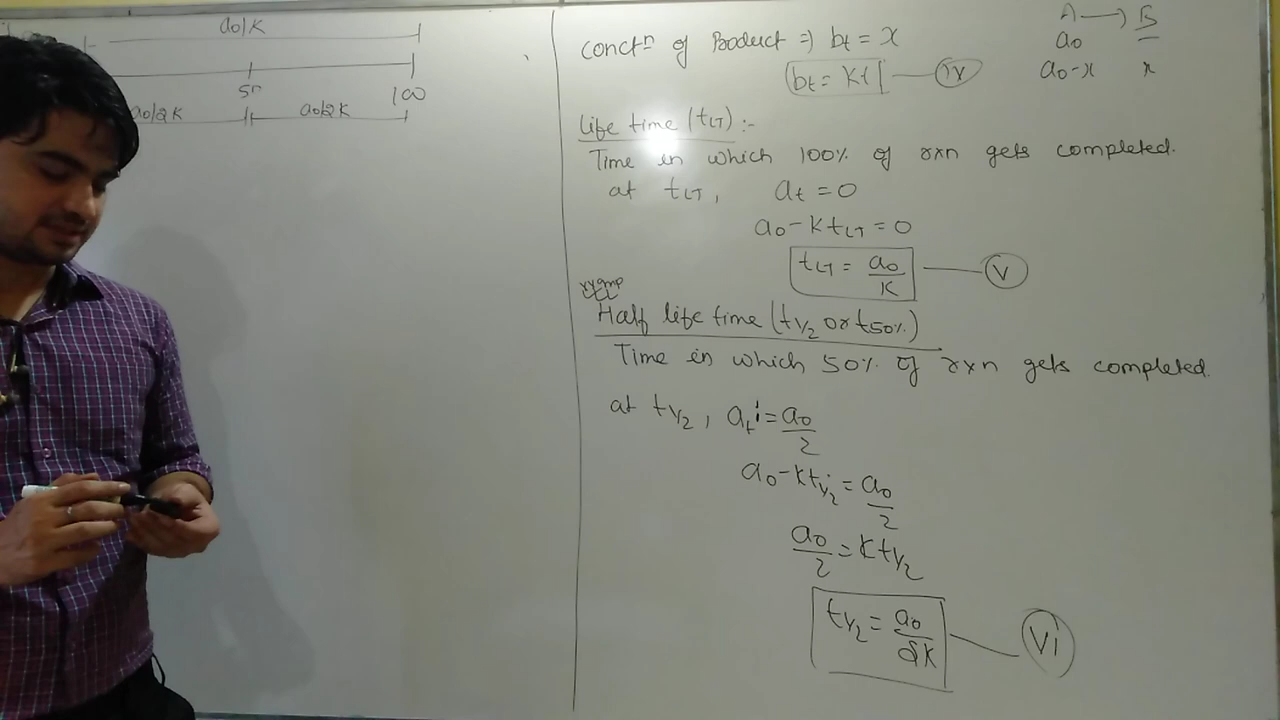 a0/K
50 100
a0/2K a0/2K
Conctn of Product => bt = x
bt = Kt — iv
A → B
a0 —
a0-x x
Life time (tLT) :-
Time in which 100% of rxn gets completed.
at tLT, at = 0
a0 - KtLT = 0
tLT = a0/K — V
Half life time (t1/2 or t50%)
Time in which 50% of rxn gets completed.
at t1/2, at = a0/2
a0 - Kt1/2 = a0/2
a0/2 = Kt1/2
t1/2 = a0/2K — Vi